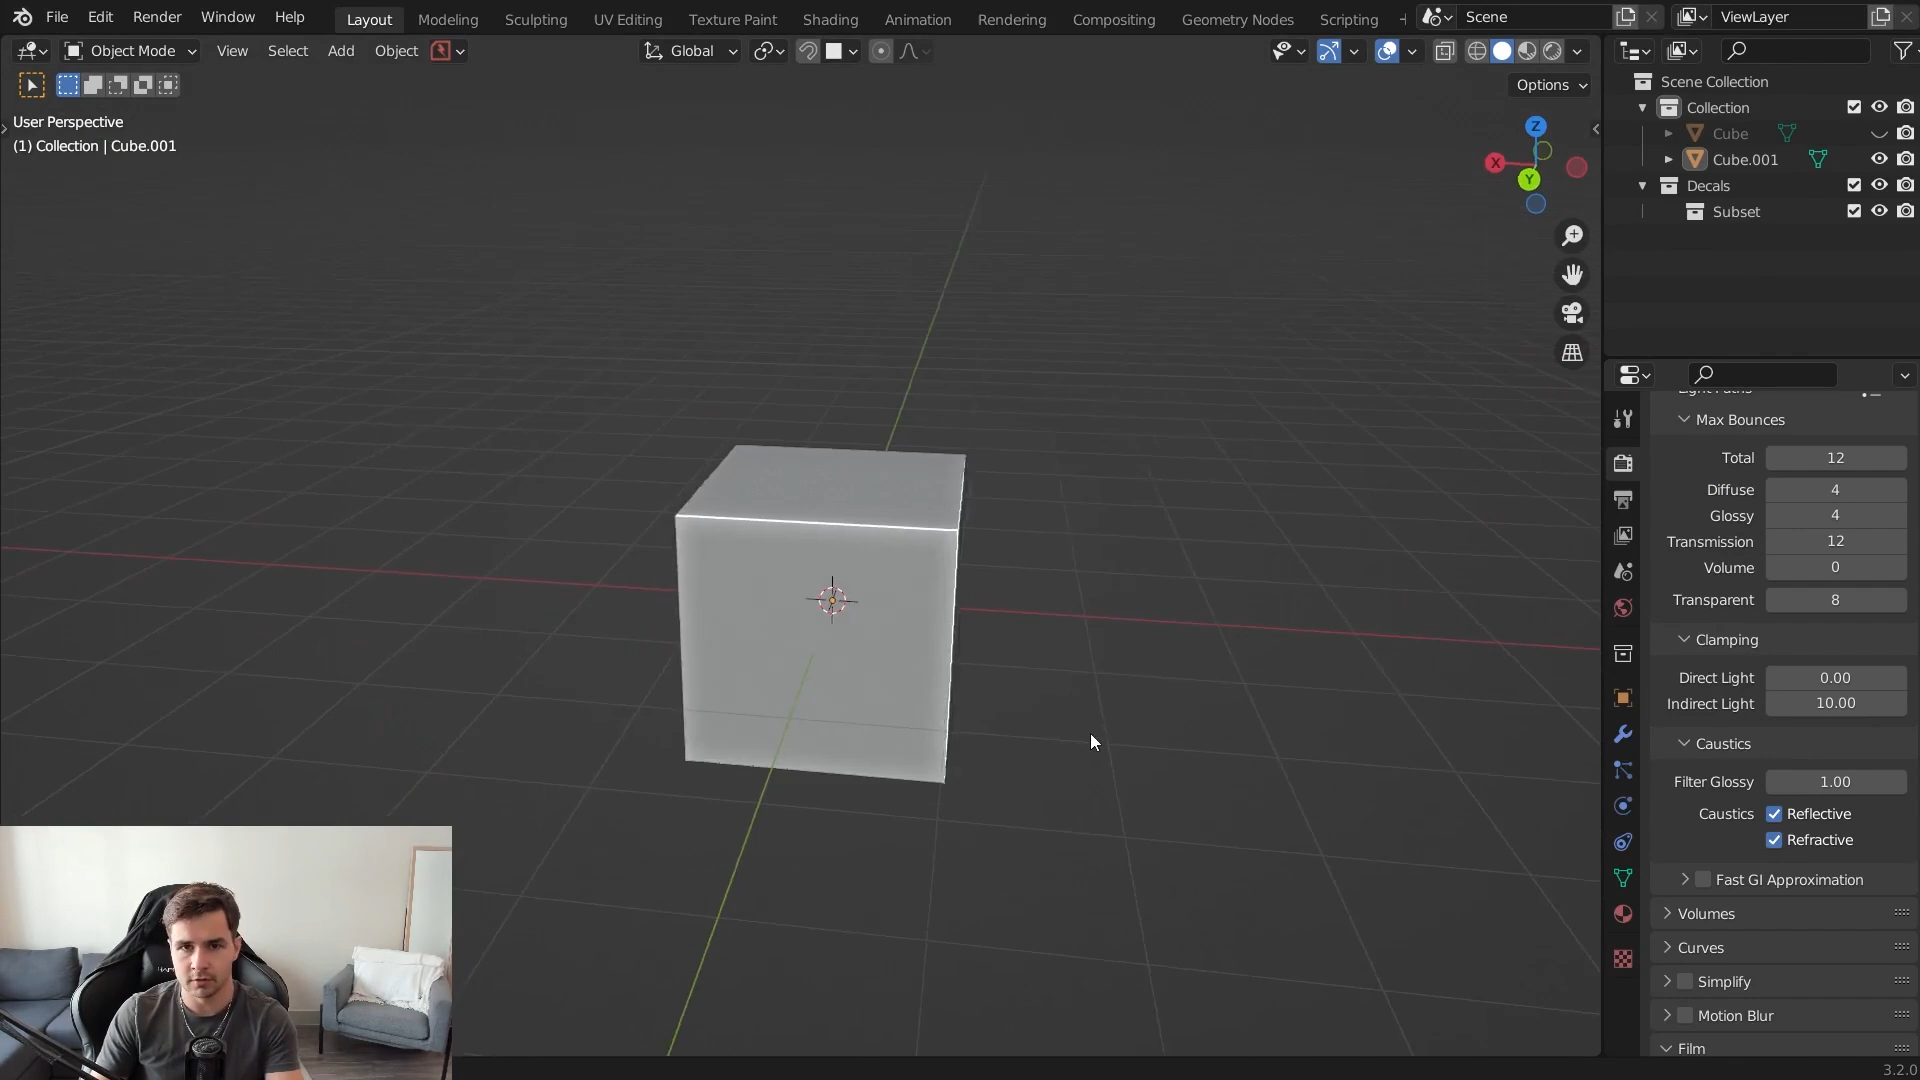 File Edit Render Window Help
Layout Modeling Sculpting UV Editing Texture Paint Shading Animation Rendering Compositing Geometry Nodes Scripting
Scene
ViewLayer
Object Mode View Select Add Object
Global
Options
User Perspective
(1) Collection | Cube.001
Z
X
Y
Scene Collection
Collection
Cube
Cube.001
Decals
Subset
Light Paths
Max Bounces
Total 12
Diffuse 4
Glossy 4
Transmission 12
Volume 0
Transparent 8
Clamping
Direct Light 0.00
Indirect Light 10.00
Caustics
Filter Glossy 1.00
Caustics Reflective
Refractive
Fast GI Approximation
Volumes
Curves
Simplify
Motion Blur
Film
3.2.0